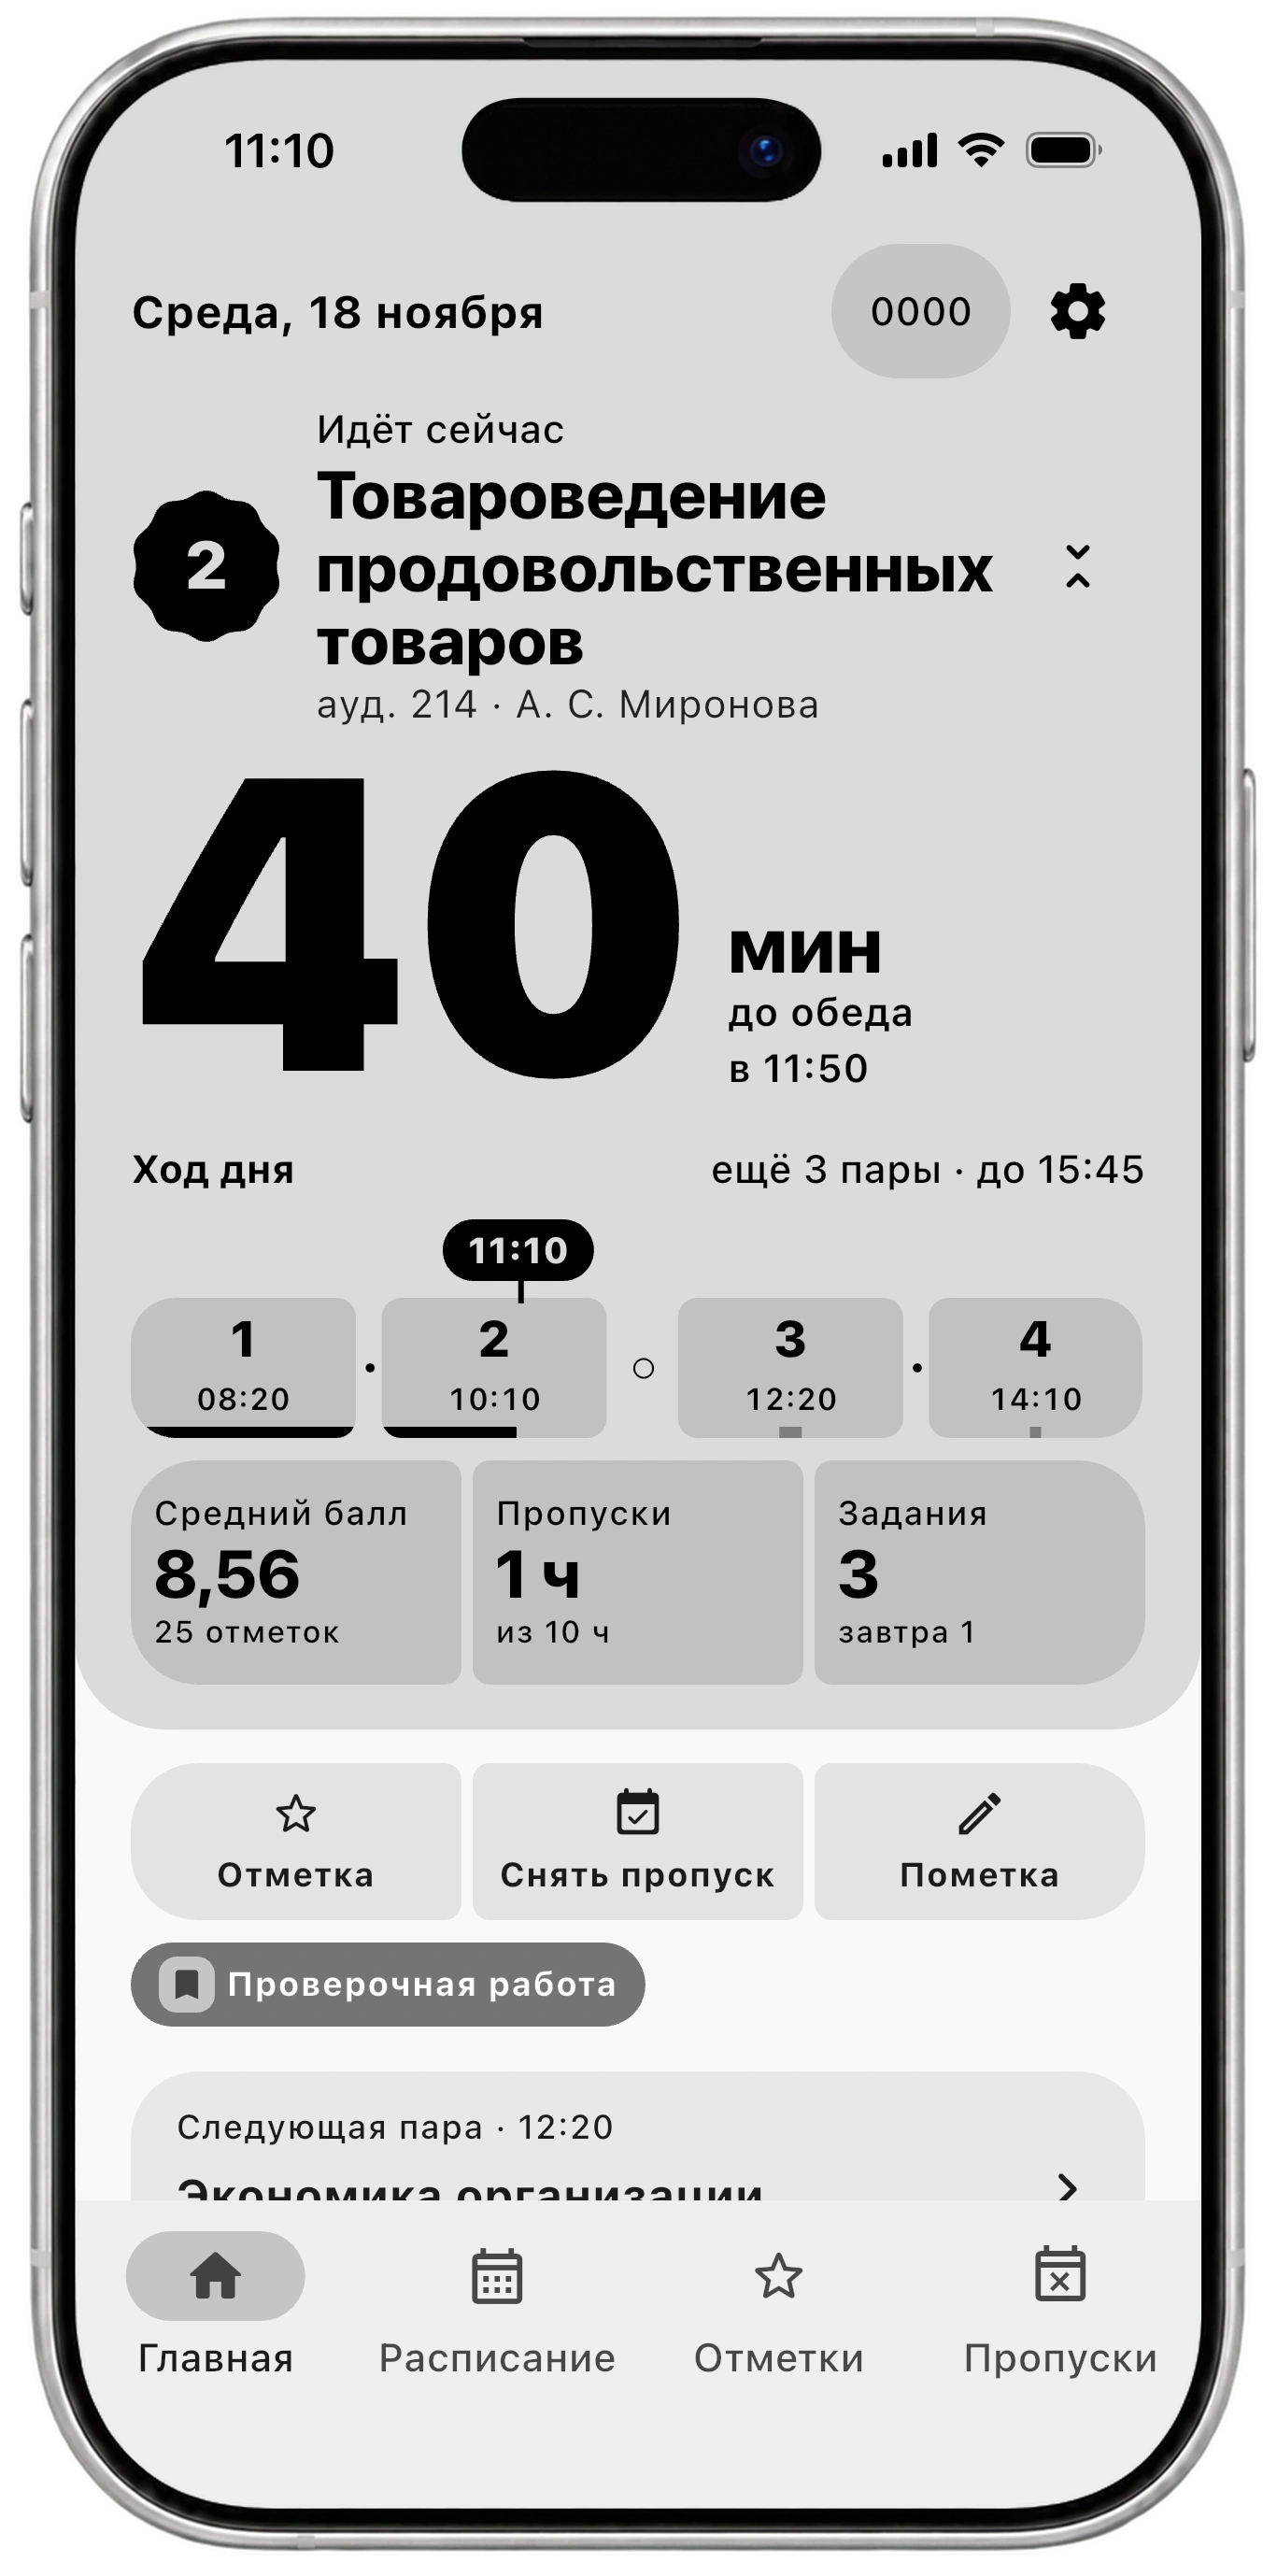 11:10
Среда, 18 ноября
0000
Идёт сейчас
2
Товароведение
продовольственных
товаров
ауд. 214 · А. С. Миронова
40
мин
до обеда
в 11:50
Ход дня
ещё 3 пары · до 15:45
11:10
1
2
3
4
08:20
10:10
12:20
14:10
Средний балл
Пропуски
Задания
8,56
1 ч
3
25 отметок
из 10 ч
завтра 1
Отметка
Снять пропуск
Пометка
Проверочная работа
Следующая пара · 12:20
Экономика организации
Главная
Расписание
Отметки
Пропуски